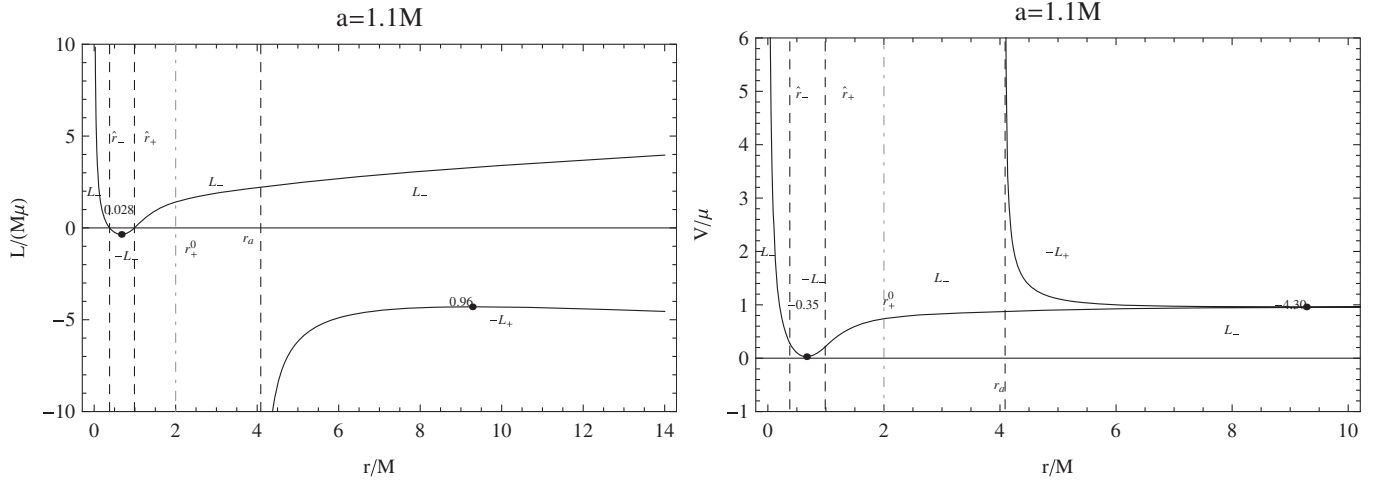 a=1.1M
10
5
0
−5
−10
L/(Mμ)
r̂₋
r̂₊
L₋
L₋
L₋
0.028
−L₋
r₊⁰
rₐ
0.96
−L₊
0 2 4 6 8 10 12 14
r/M
a=1.1M
6
5
4
3
2
1
0
−1
V/μ
r̂₋
r̂₊
−L₊
L₋
−L₋
L₋
−0.35
r₊⁰
−4.30
L₋
rₐ
0 2 4 6 8 10
r/M